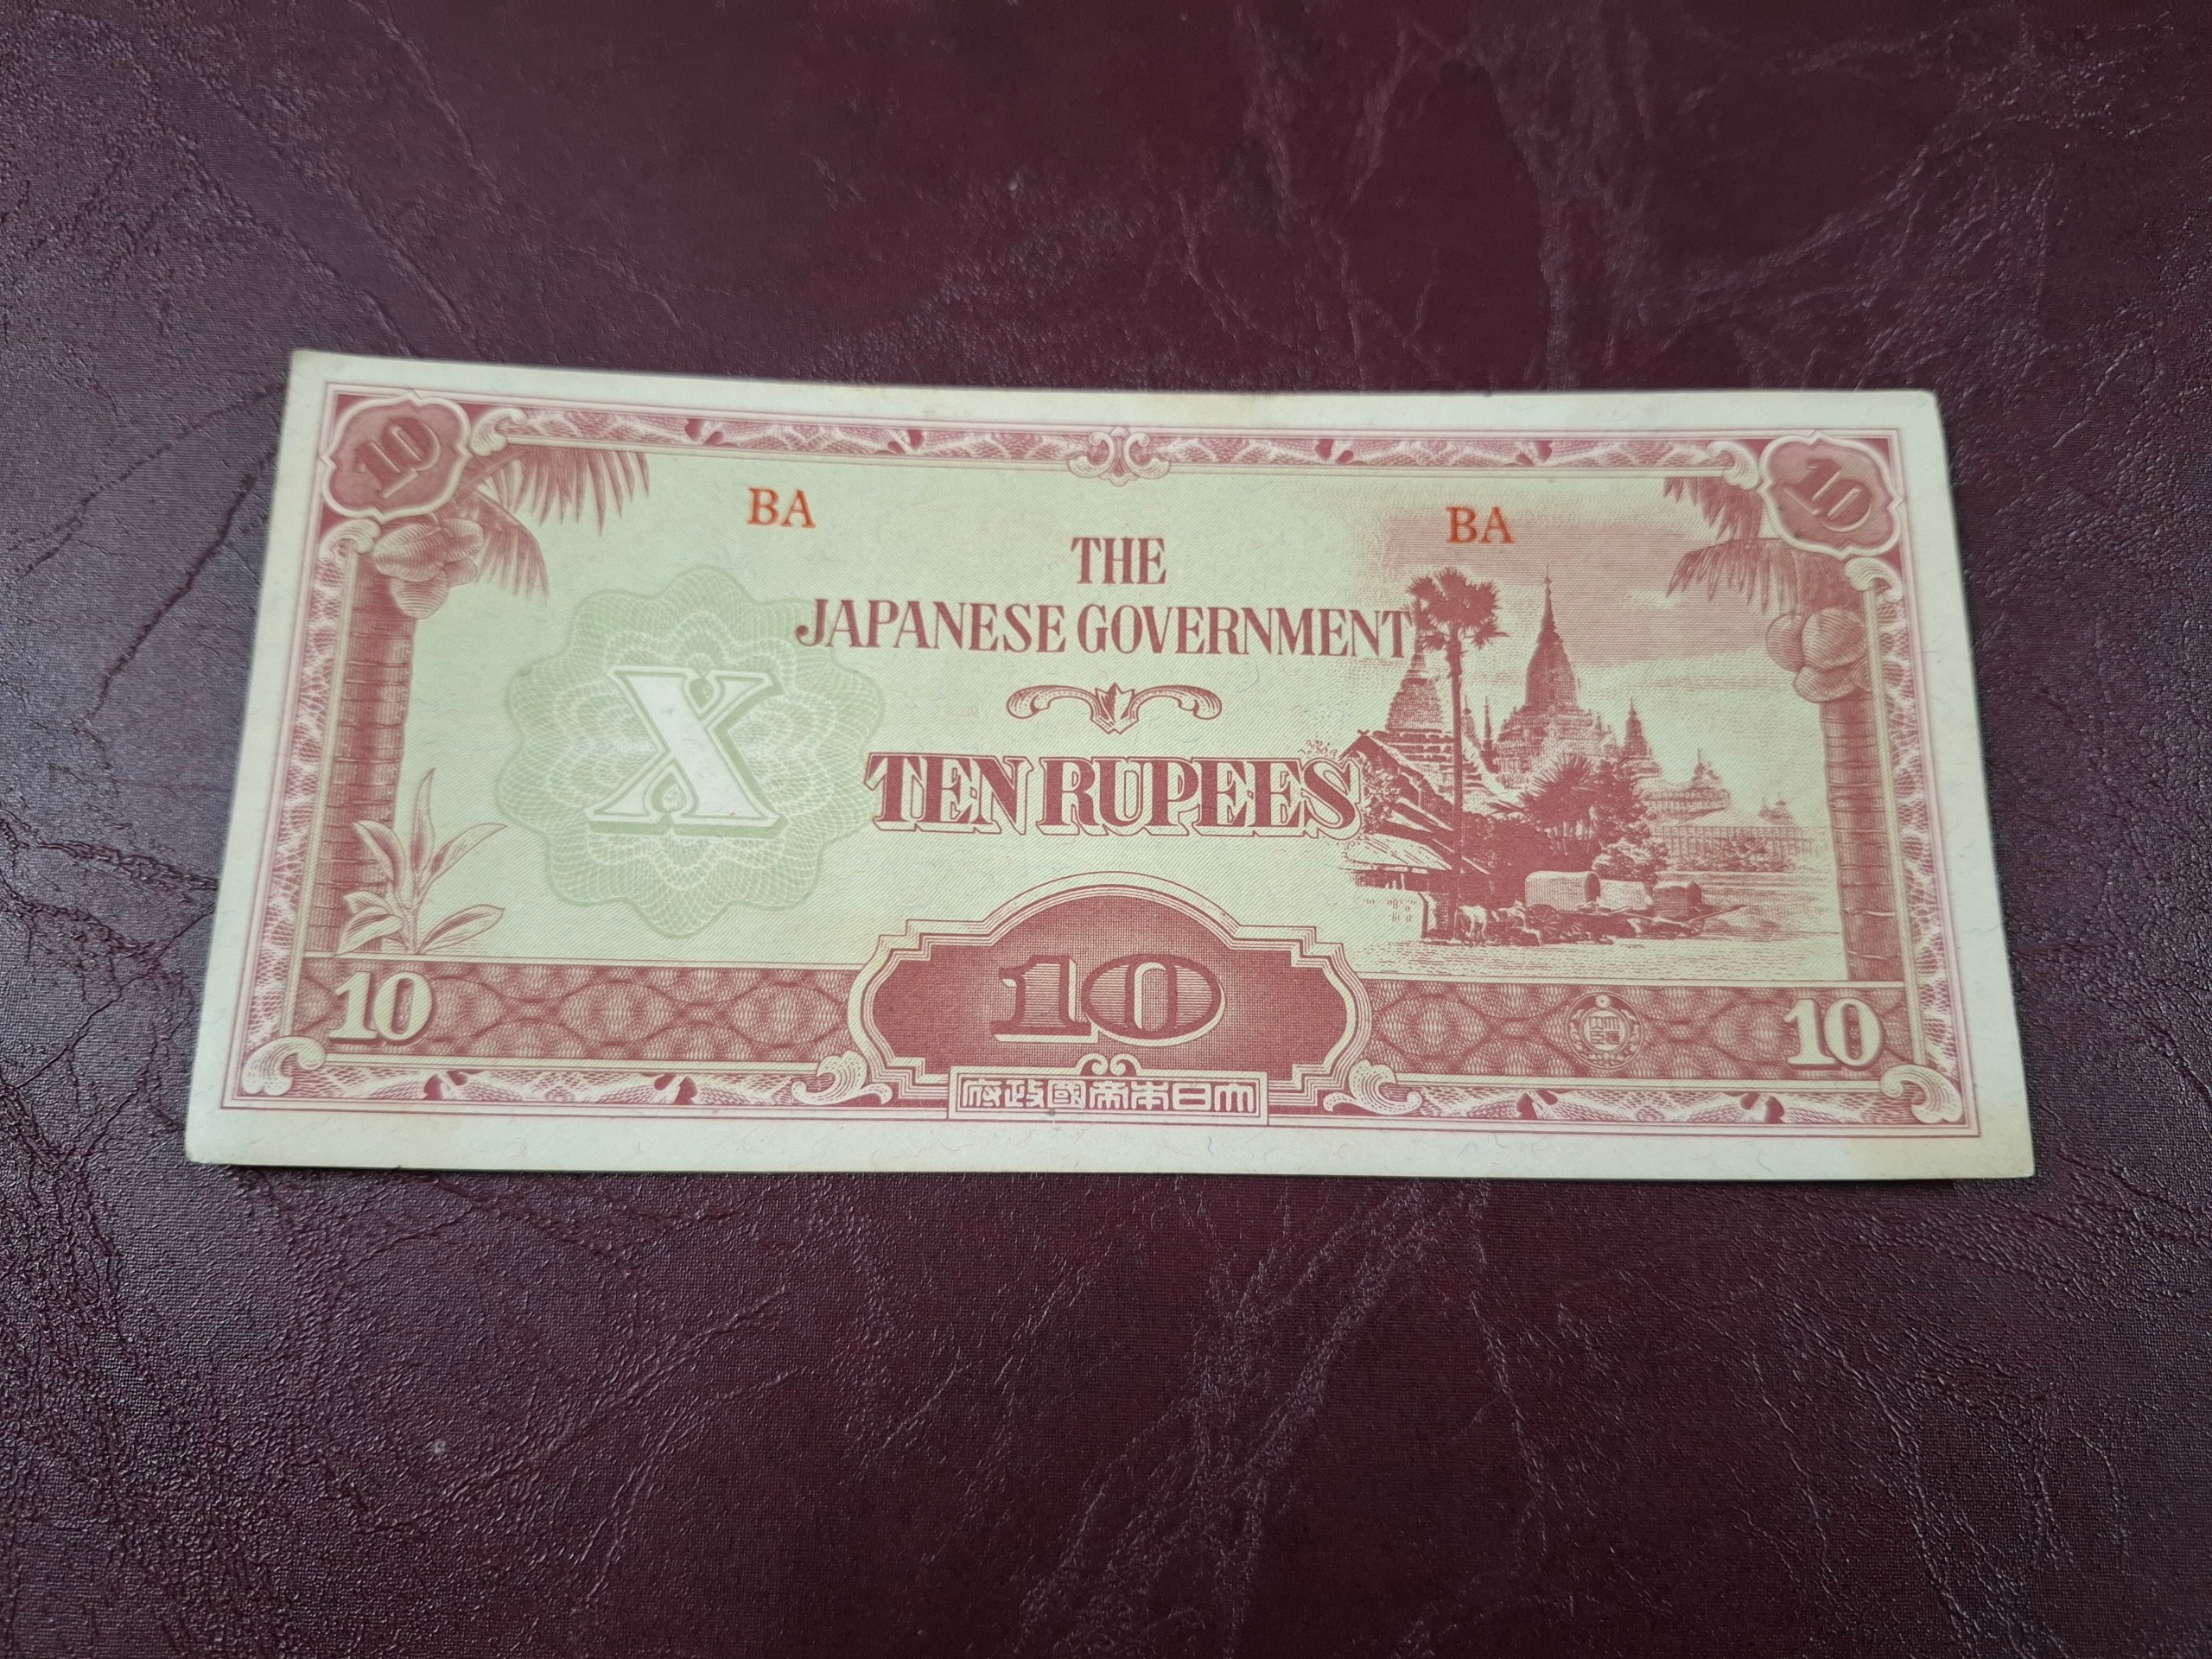 10
10
BA
BA
THE
JAPANESE GOVERNMENT
X
TEN RUPEES
10
10
10
府政國帝本日大